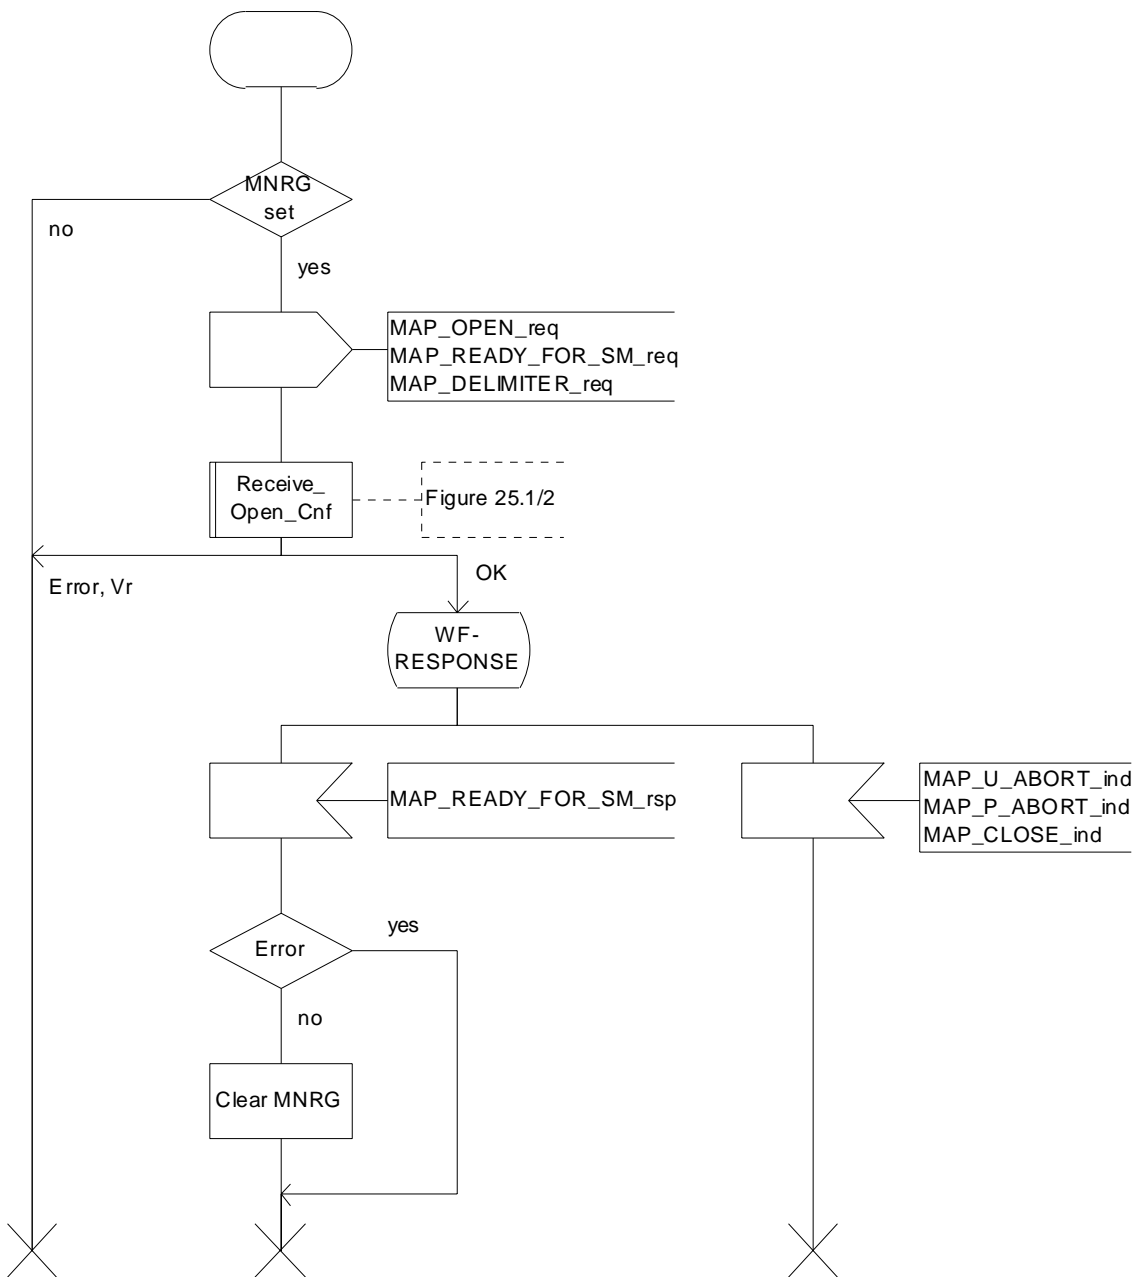 MNRG
set
no
yes
MAP_OPEN_req
MAP_READY_FOR_SM_req
MAP_DELIMITER_req
Receive_
Open_Cnf
Figure 25.1/2
Error, Vr
OK
WF-
RESPONSE
MAP_READY_FOR_SM_rsp
MAP_U_ABORT_ind
MAP_P_ABORT_ind
MAP_CLOSE_ind
Error
yes
no
Clear MNRG